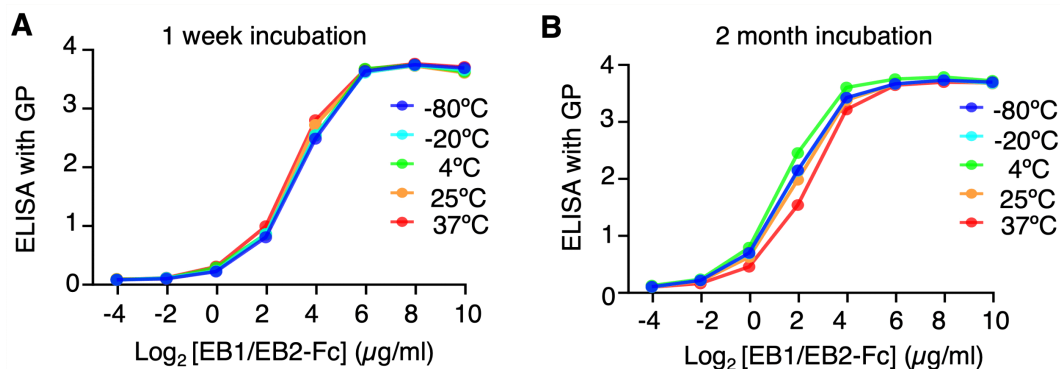 A
1 week incubation
ELISA with GP
4
3
2
1
0
-4 -2 0 2 4 6 8 10
Log2 [EB1/EB2-Fc] (µg/ml)
-80ºC
-20ºC
4ºC
25ºC
37ºC
B
2 month incubation
ELISA with GP
4
3
2
1
0
-4 -2 0 2 4 6 8 10
Log2 [EB1/EB2-Fc] (µg/ml)
-80ºC
-20ºC
4ºC
25ºC
37ºC